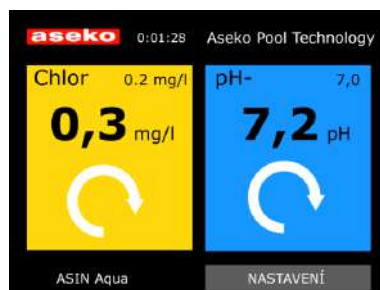 aseko 0:01:28 Aseko Pool Technology
Chlor 0.2 mg/l pH- 7,0
0,3 mg/l 7,2 pH
ASIN Aqua NASTAVENÍ